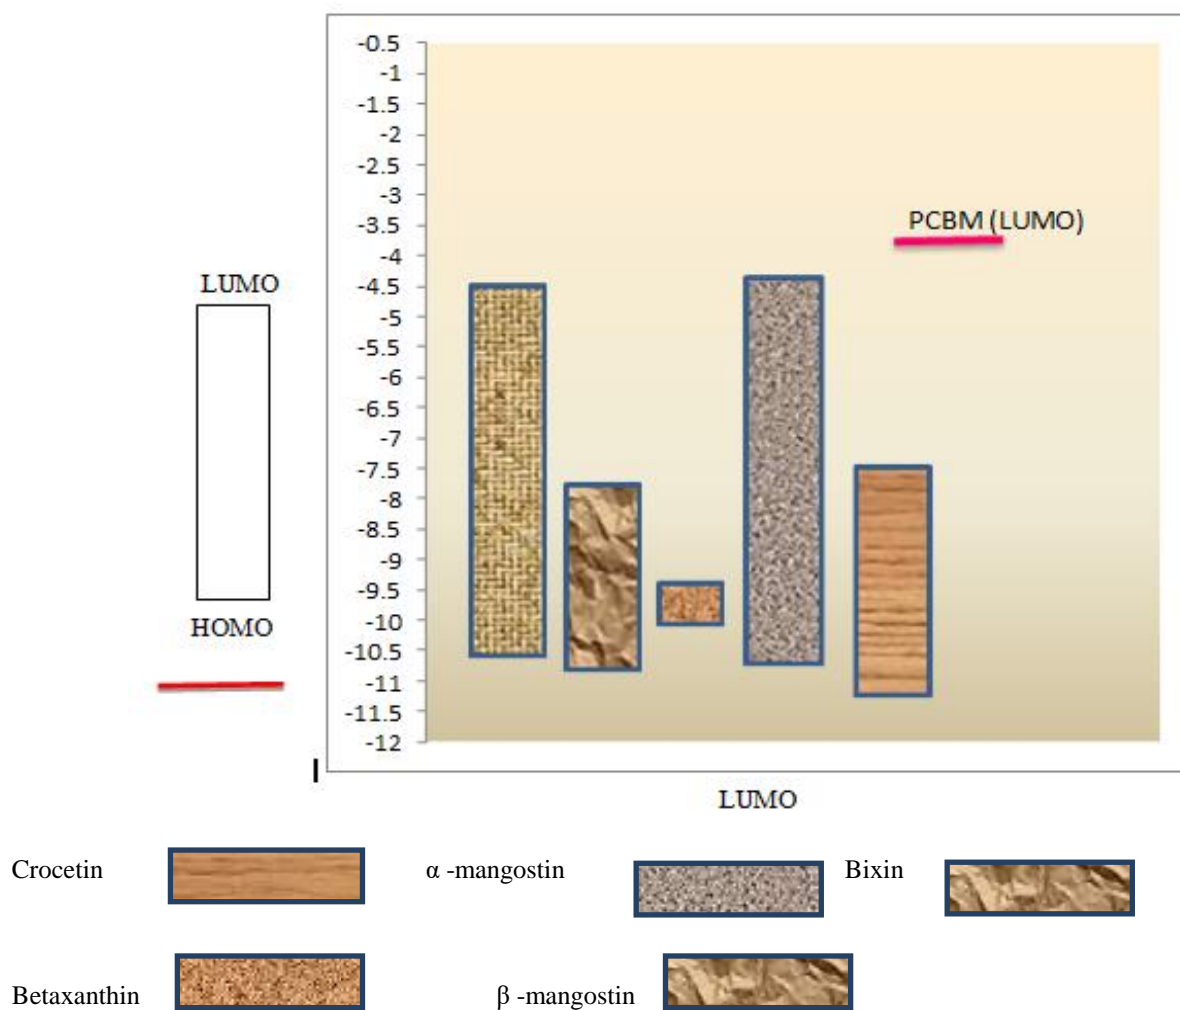 -0.5
-1
-1.5
-2
-2.5
-3
-3.5
-4
-4.5
-5
-5.5
-6
-6.5
-7
-7.5
-8
-8.5
-9
-9.5
-10
-10.5
-11
-11.5
-12
PCBM (LUMO)
LUMO
HOMO
LUMO
Crocetin
α -mangostin
Bixin
Betaxanthin
β -mangostin